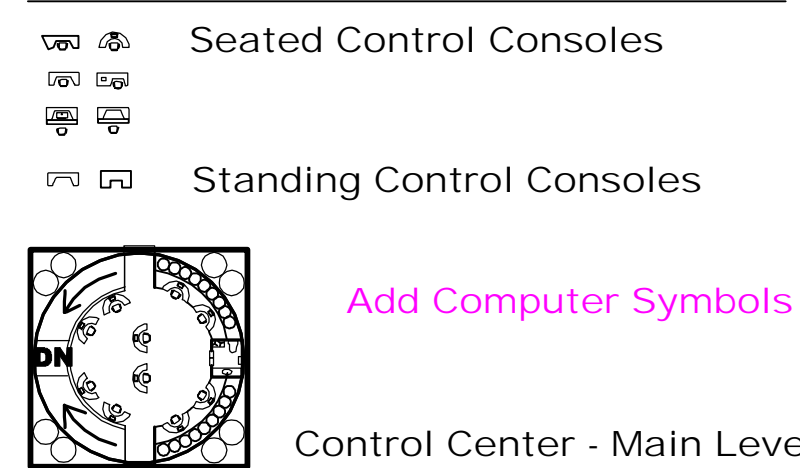 Seated Control Consoles
Standing Control Consoles
Add Computer Symbols
DN
Control Center - Main Leve